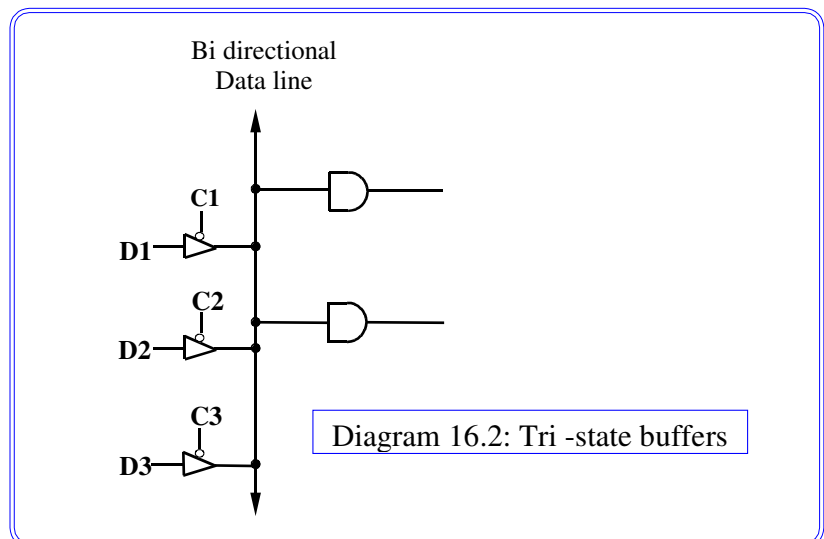 Bi directional
Data line
C1
D1
C2
D2
C3
D3
Diagram 16.2: Tri -state buffers